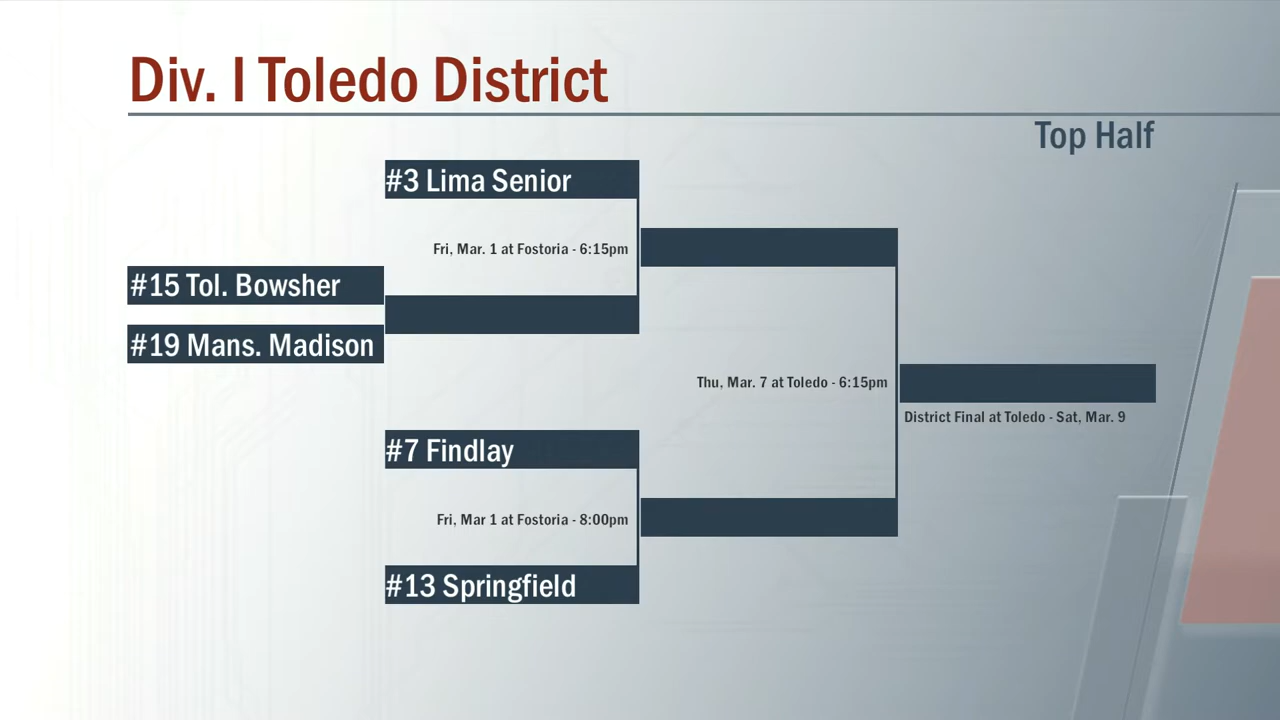 Div. I Toledo District
Top Half
#3 Lima Senior
Fri, Mar. 1 at Fostoria - 6:15pm
#15 Tol. Bowsher
#19 Mans. Madison
Thu, Mar. 7 at Toledo - 6:15pm
District Final at Toledo - Sat, Mar. 9
#7 Findlay
Fri, Mar 1 at Fostoria - 8:00pm
#13 Springfield